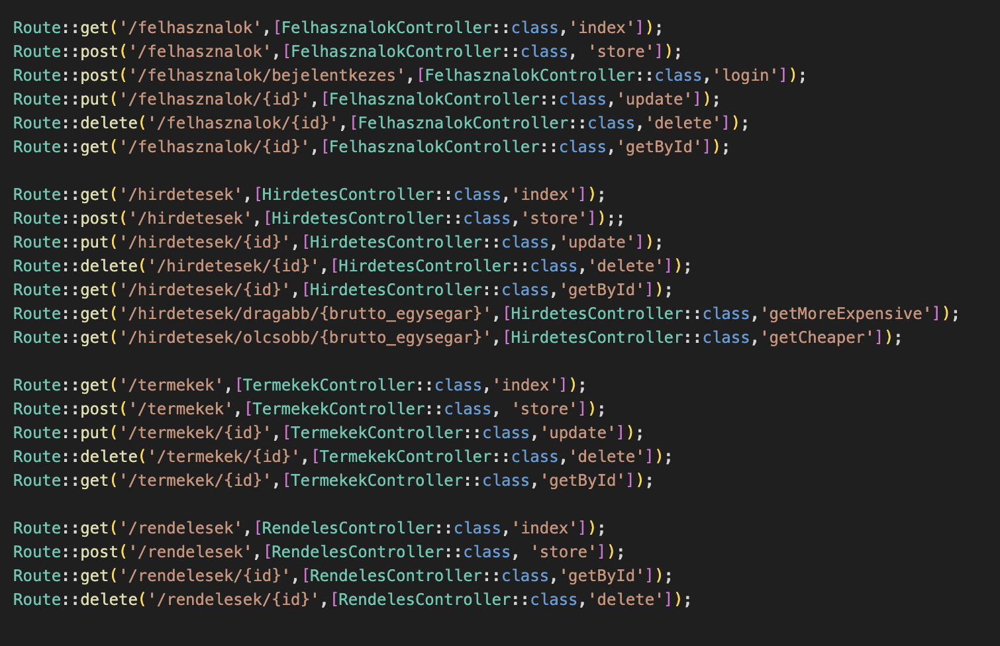 Route::get('/felhasznalok',[FelhasznalokController::class,'index']);
Route::post('/felhasznalok',[FelhasznalokController::class, 'store']);
Route::post('/felhasznalok/bejelentkezes',[FelhasznalokController::class,'login']);
Route::put('/felhasznalok/{id}',[FelhasznalokController::class,'update']);
Route::delete('/felhasznalok/{id}',[FelhasznalokController::class,'delete']);
Route::get('/felhasznalok/{id}',[FelhasznalokController::class,'getById']);

Route::get('/hirdetesek',[HirdetesController::class,'index']);
Route::post('/hirdetesek',[HirdetesController::class,'store']);;
Route::put('/hirdetesek/{id}',[HirdetesController::class,'update']);
Route::delete('/hirdetesek/{id}',[HirdetesController::class,'delete']);
Route::get('/hirdetesek/{id}',[HirdetesController::class,'getById']);
Route::get('/hirdetesek/dragabb/{brutto_egysegar}',[HirdetesController::class,'getMoreExpensive']);
Route::get('/hirdetesek/olcsobb/{brutto_egysegar}',[HirdetesController::class,'getCheaper']);

Route::get('/termekek',[TermekekController::class,'index']);
Route::post('/termekek',[TermekekController::class, 'store']);
Route::put('/termekek/{id}',[TermekekController::class,'update']);
Route::delete('/termekek/{id}',[TermekekController::class,'delete']);
Route::get('/termekek/{id}',[TermekekController::class,'getById']);

Route::get('/rendelesek',[RendelesController::class,'index']);
Route::post('/rendelesek',[RendelesController::class, 'store']);
Route::get('/rendelesek/{id}',[RendelesController::class,'getById']);
Route::delete('/rendelesek/{id}',[RendelesController::class,'delete']);